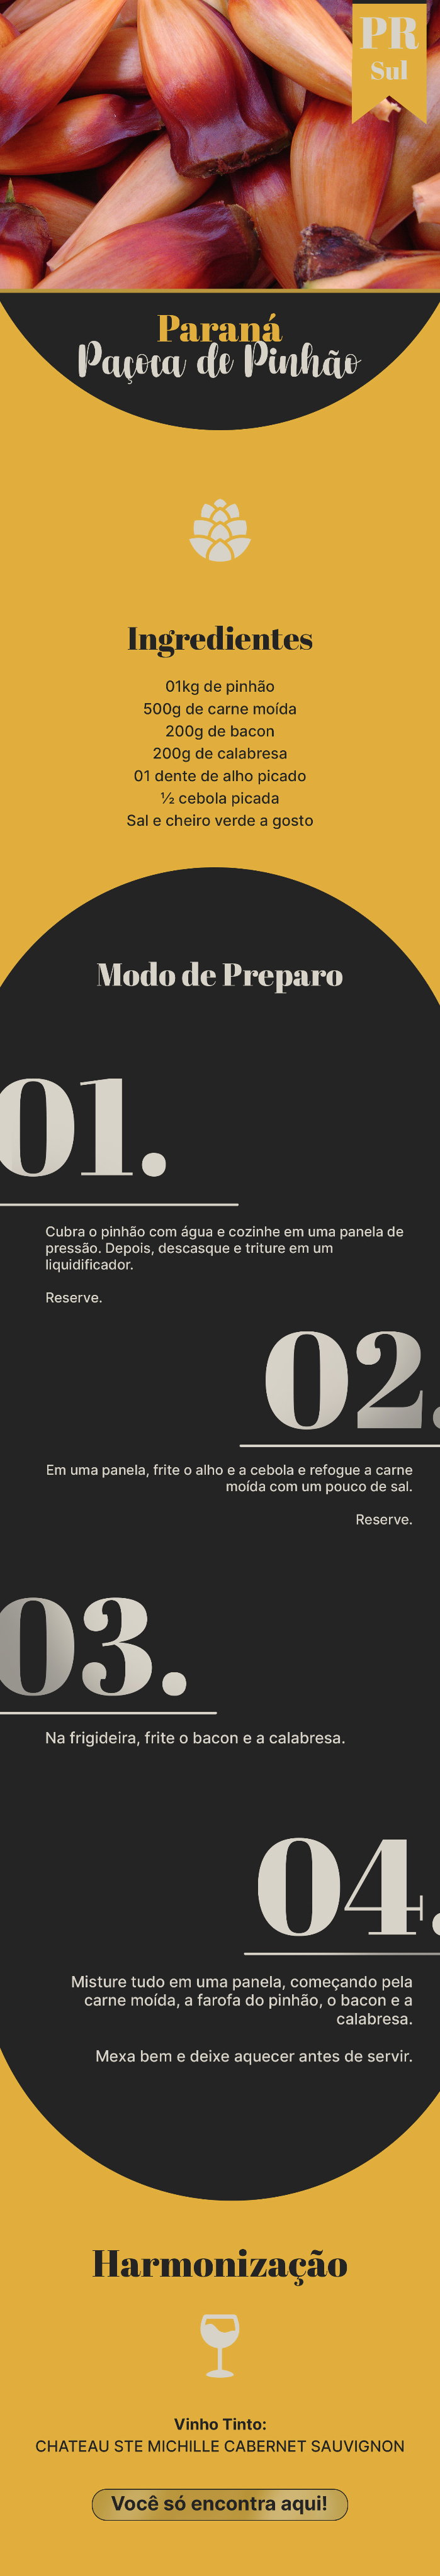 PR
Sul
Paraná
Paçoca de Pinhão
Ingredientes
01kg de pinhão
500g de carne moída
200g de bacon
200g de calabresa
01 dente de alho picado
½ cebola picada
Sal e cheiro verde a gosto
Modo de Preparo
01.
Cubra o pinhão com água e cozinhe em uma panela de
pressão. Depois, descasque e triture em um
liquidificador.
Reserve.
02.
Em uma panela, frite o alho e a cebola e refogue a carne
moída com um pouco de sal.
Reserve.
03.
Na frigideira, frite o bacon e a calabresa.
04.
Misture tudo em uma panela, começando pela
carne moída, a farofa do pinhão, o bacon e a
calabresa.
Mexa bem e deixe aquecer antes de servir.
Harmonização
Vinho Tinto:
CHATEAU STE MICHILLE CABERNET SAUVIGNON
Você só encontra aqui!